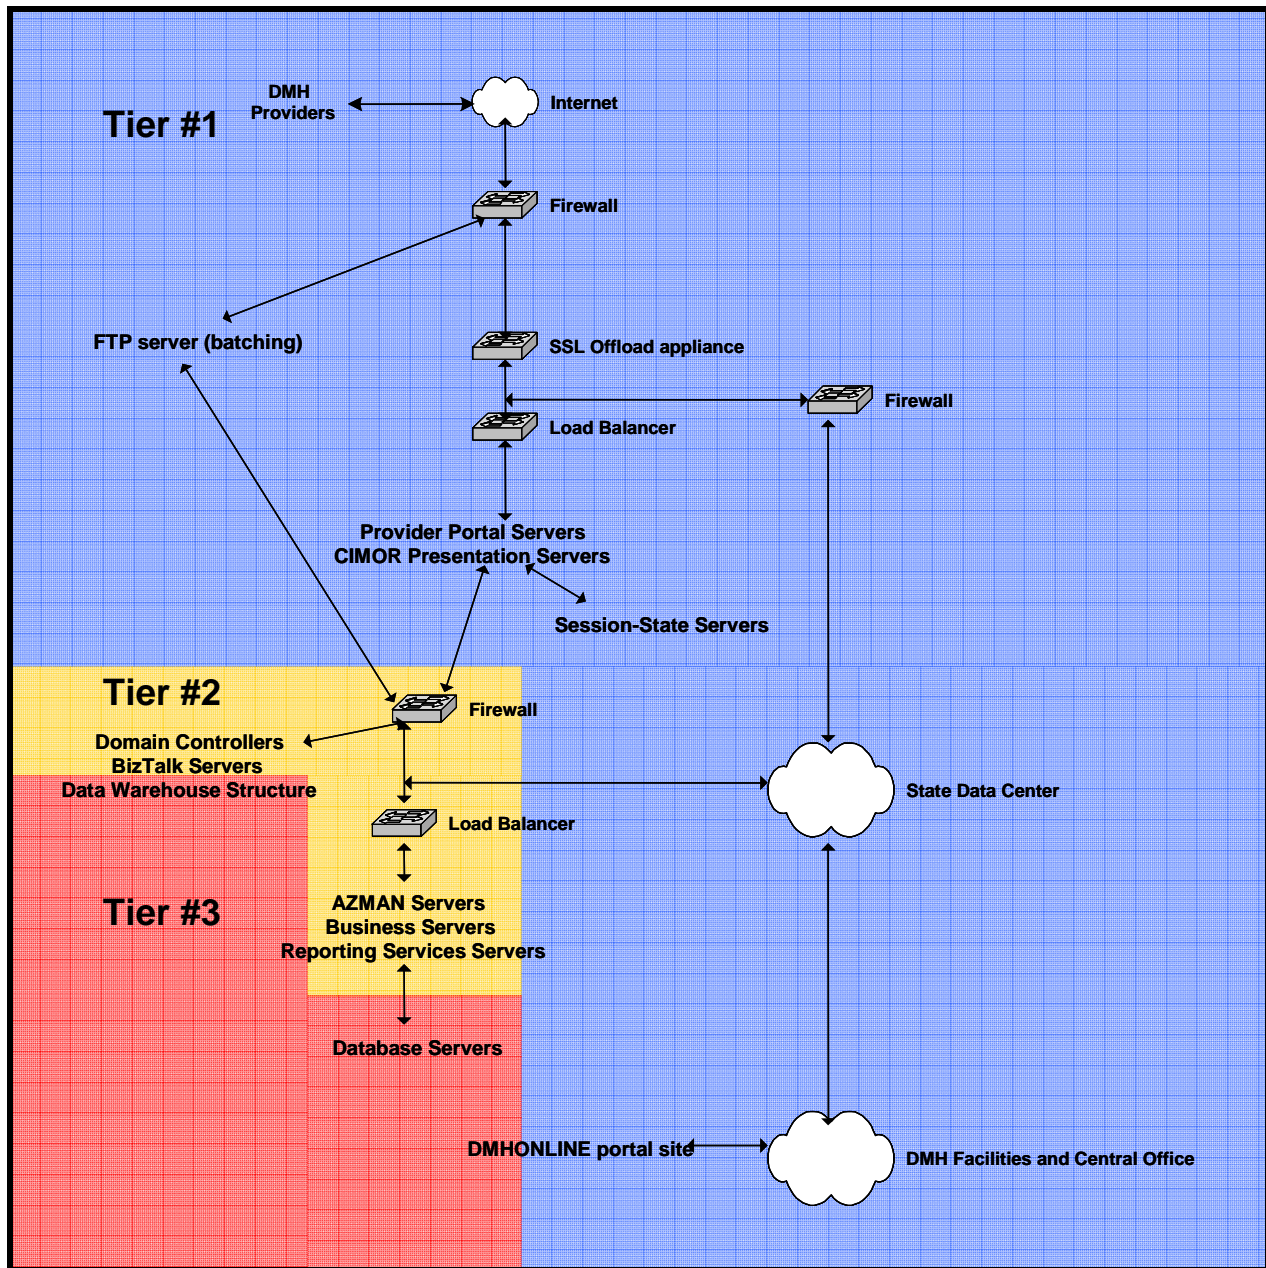 DMH
Providers
Internet
Tier #1
Firewall
FTP server (batching)
SSL Offload appliance
Firewall
Load Balancer
Provider Portal Servers
CIMOR Presentation Servers
Session-State Servers
Tier #2
Firewall
Domain Controllers
BizTalk Servers
Data Warehouse Structure
State Data Center
Load Balancer
Tier #3
AZMAN Servers
Business Servers
Reporting Services Servers
Database Servers
DMHONLINE portal site
DMH Facilities and Central Office